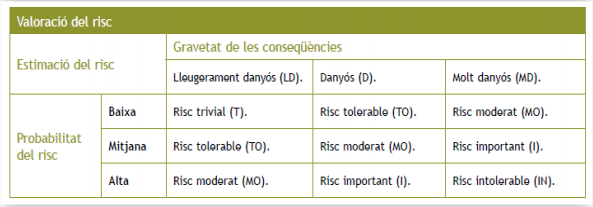 Valoració del risc
Estimació del risc
Gravetat de les conseqüències
Lleugerament danyós (LD).
Danyós (D).
Molt danyós (MD).
Probabilitat
del risc
Baixa
Risc trivial (T).
Risc tolerable (TO).
Risc moderat (MO).
Mitjana
Risc tolerable (TO).
Risc moderat (MO).
Risc important (I).
Alta
Risc moderat (MO).
Risc important (I).
Risc intolerable (IN).